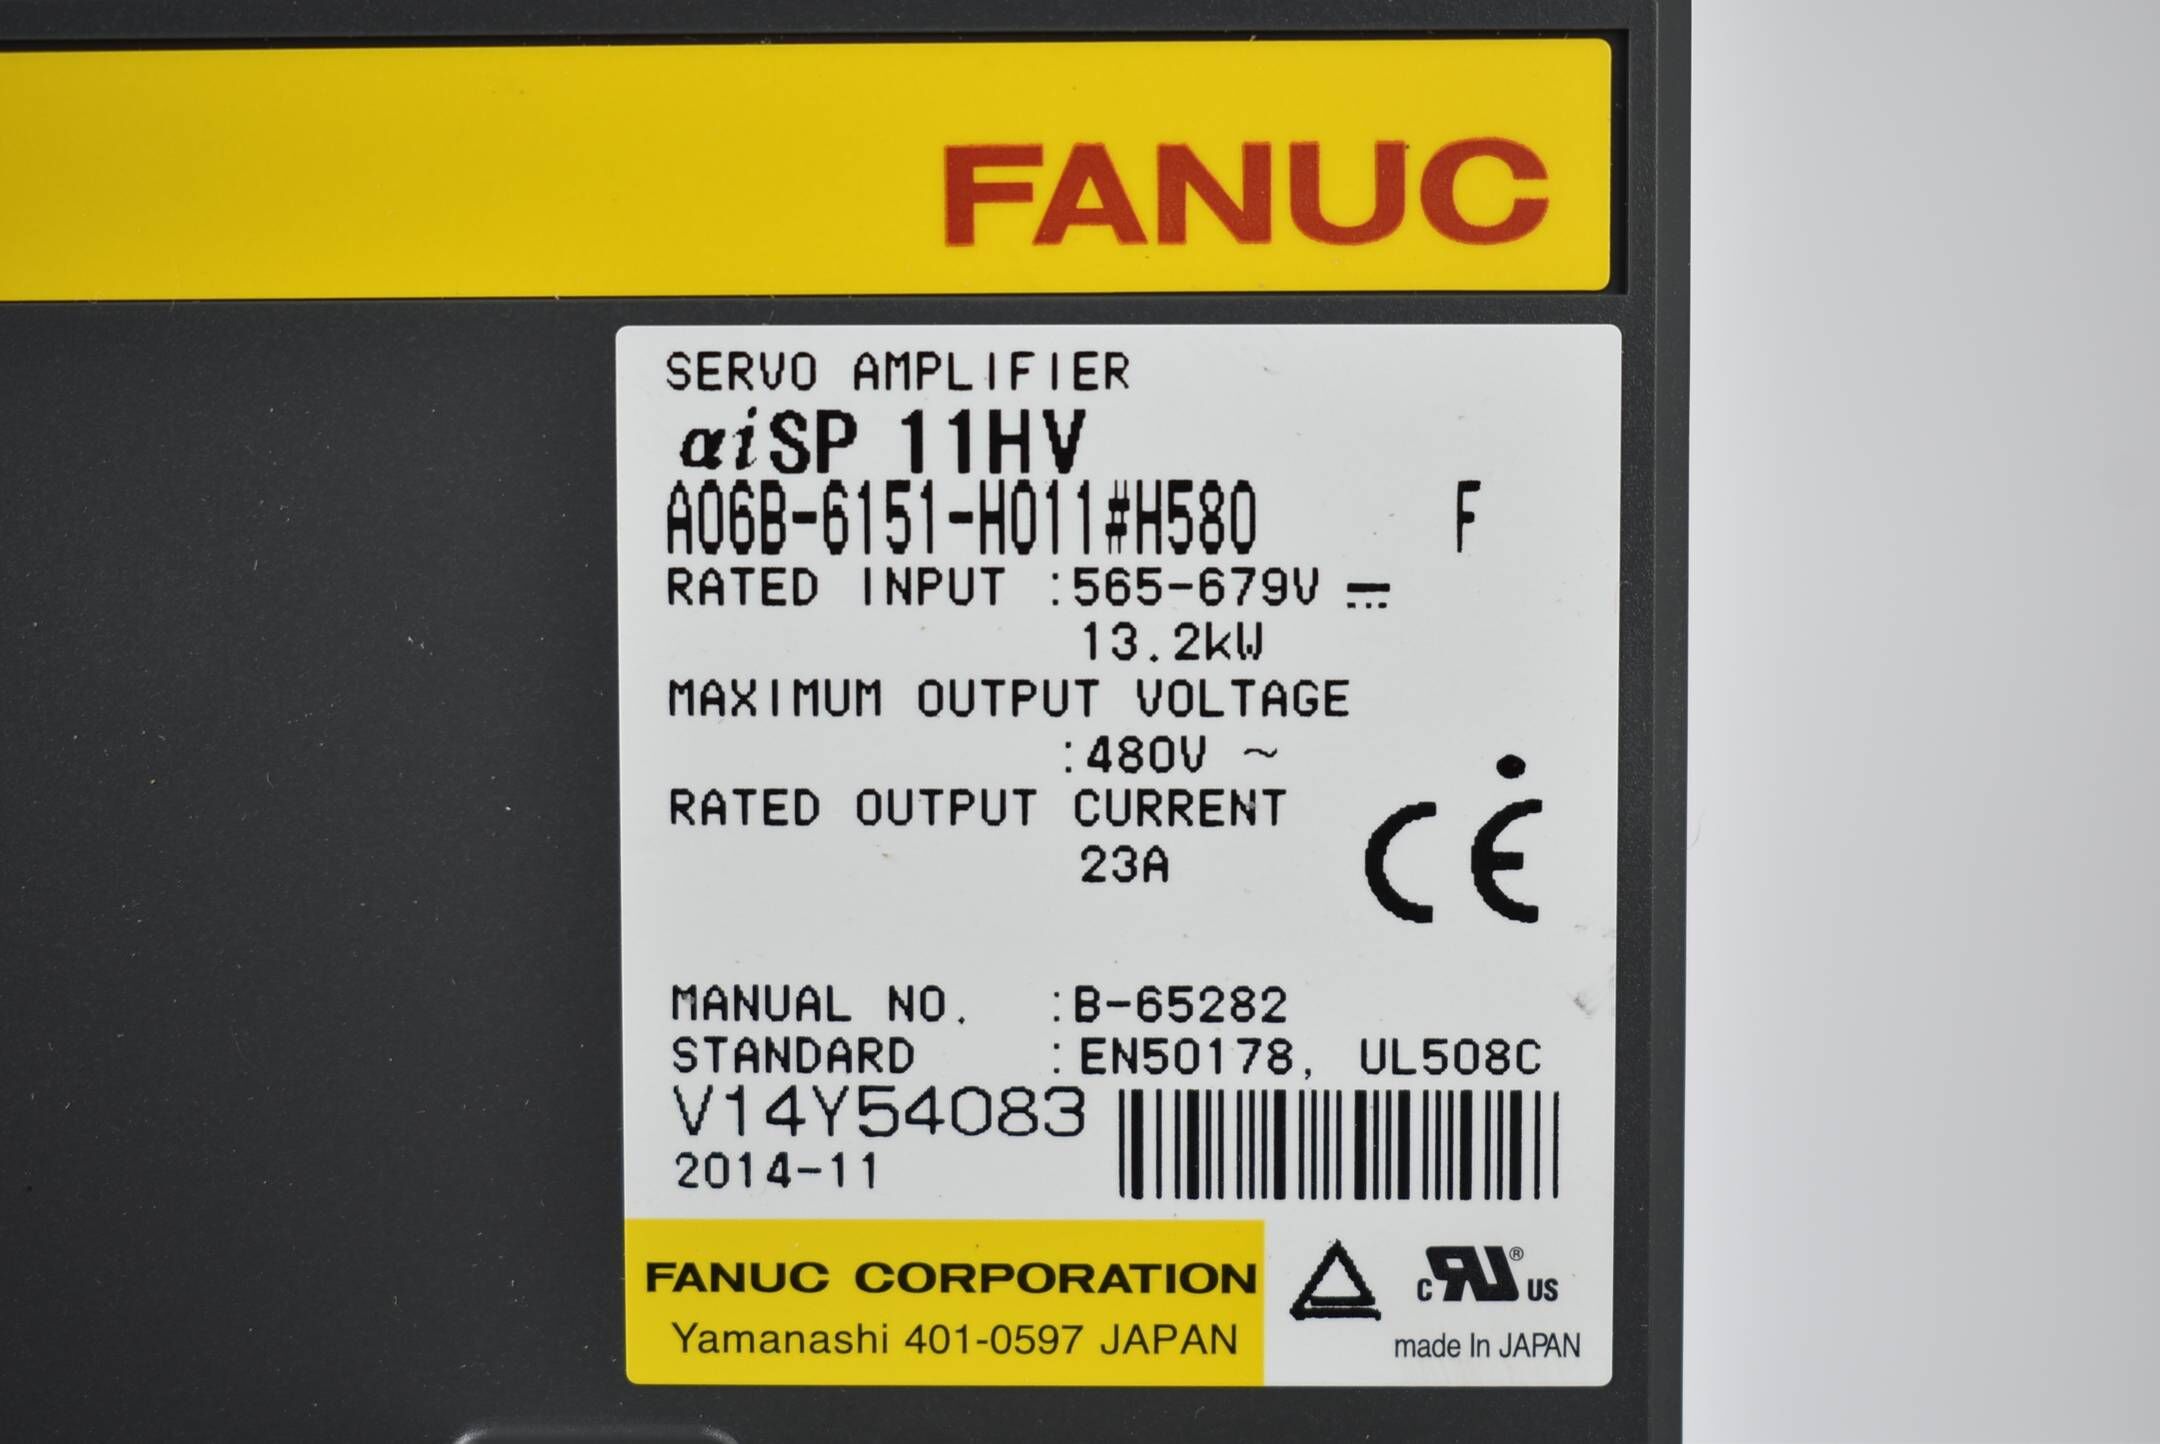 FANUC
SERVO AMPLIFIER
αiSP 11HV
A06B-6151-H011#H580 F
RATED INPUT :565-679V ⎓
13.2kW
MAXIMUM OUTPUT VOLTAGE
:480V ~
RATED OUTPUT CURRENT
23A
CE
MANUAL NO. :B-65282
STANDARD :EN50178, UL508C
V14Y54083
2014-11
FANUC CORPORATION
Yamanashi 401-0597 JAPAN
c RU ® US
made In JAPAN